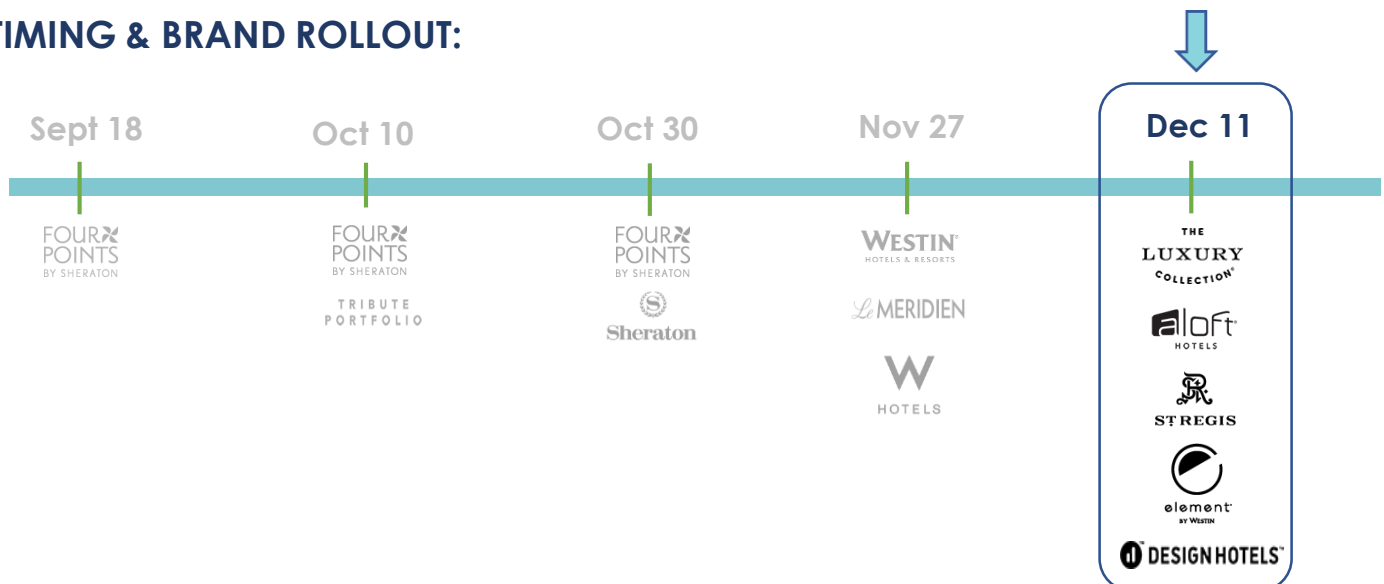 TIMING & BRAND ROLLOUT:
Sept 18
Oct 10
Oct 30
Nov 27
Dec 11
FOUR
POINTS
BY SHERATON
FOUR
POINTS
BY SHERATON
TRIBUTE
PORTFOLIO
FOUR
POINTS
BY SHERATON
S
Sheraton
WESTIN®
HOTELS & RESORTS
Le MERIDIEN
W
HOTELS
THE
LUXURY
COLLECTION®
aloft
HOTELS
STR
ST REGIS
element
BY WESTIN
DESIGN HOTELS™